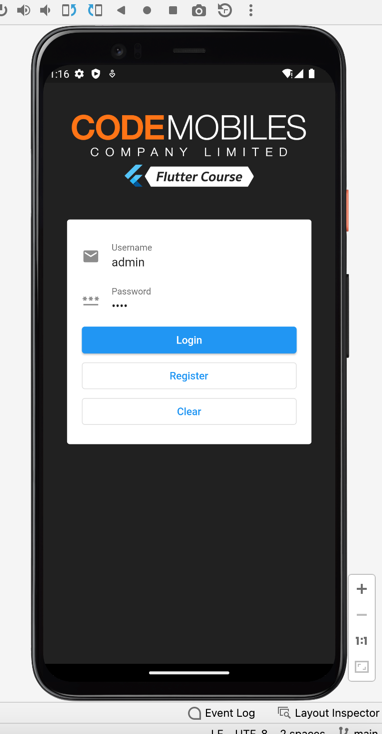 1:16
CODEMOBILES
COMPANY LIMITED
Flutter Course
Username
admin
Password
••••
Login
Register
Clear
1:1
Event Log
Layout Inspector
LF UTF-8 2 spaces main